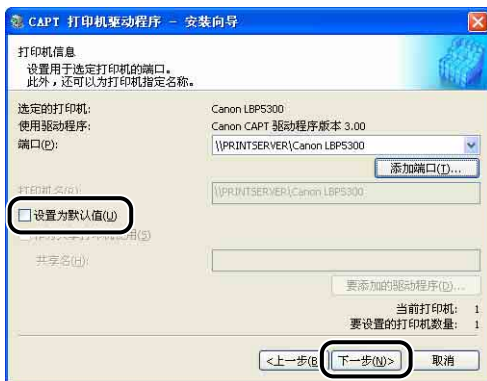 CAPT 打印机驱动程序 - 安装向导
打印机信息
设置用于选定打印机的端口。
此外，还可以为打印机指定名称。
选定的打印机: Canon LBP5300
使用驱动程序: Canon CAPT 驱动程序版本 3.00
端口(P): \\PRINTSERVER\Canon LBP5300
添加端口(T)...
打印机名(R): \\PRINTSERVER\Canon LBP5300
设置为默认值(U)
共享名(H):
要添加的驱动程序(D)...
当前打印机: 1
要设置的打印机数量: 1
<上一步(B 下一步(N)> 取消